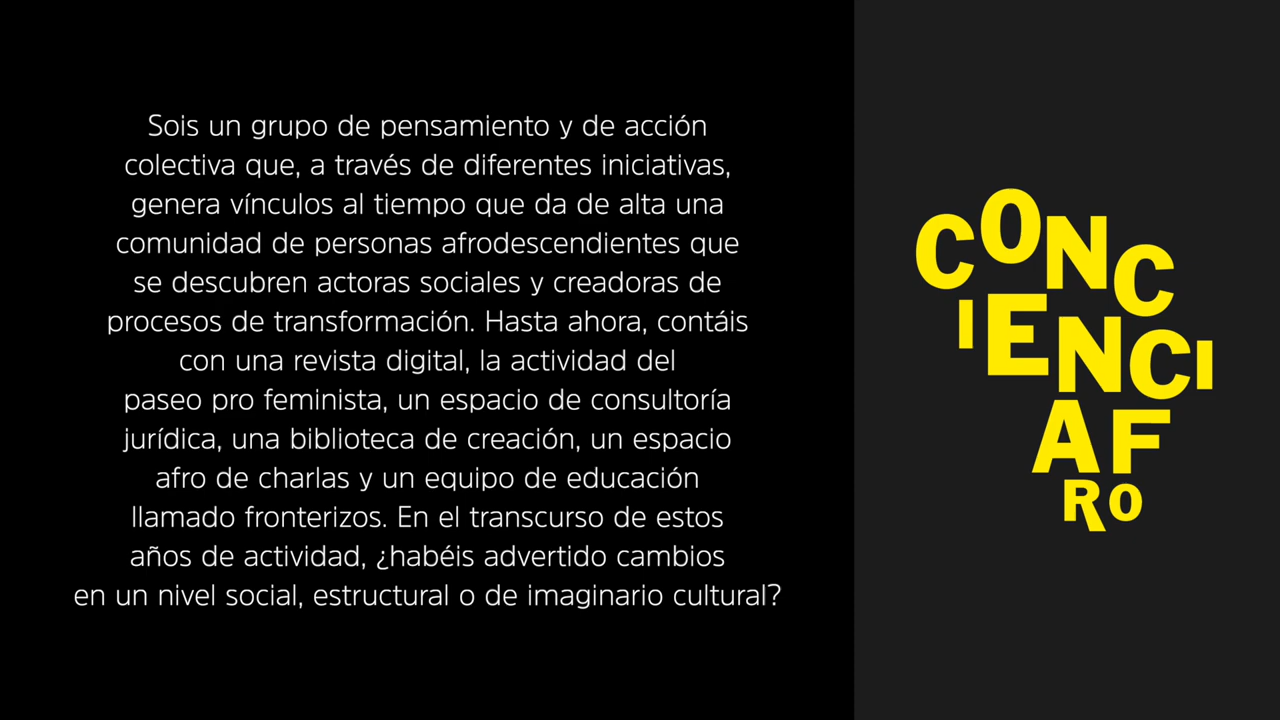 Sois un grupo de pensamiento y de acción
colectiva que, a través de diferentes iniciativas,
genera vínculos al tiempo que da de alta una
comunidad de personas afrodescendientes que
se descubren actoras sociales y creadoras de
procesos de transformación. Hasta ahora, contáis
con una revista digital, la actividad del
paseo pro feminista, un espacio de consultoría
jurídica, una biblioteca de creación, un espacio
afro de charlas y un equipo de educación
llamado fronterizos. En el transcurso de estos
años de actividad, ¿habéis advertido cambios
en un nivel social, estructural o de imaginario cultural?
CONC
IENCI
AF
RO